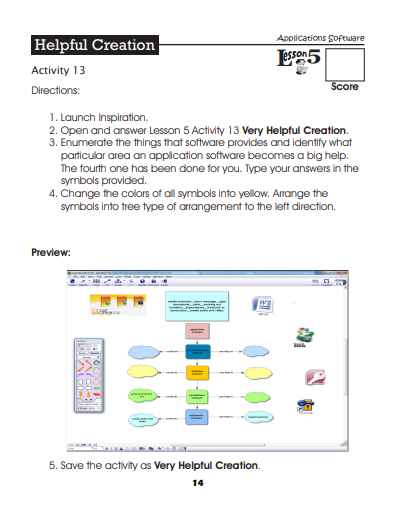 Helpful Creation
Applications Software
Lesson 5
Activity 13
Score
Directions:
1. Launch Inspiration.
2. Open and answer Lesson 5 Activity 13 Very Helpful Creation.
3. Enumerate the things that software provides and identify what
particular area an application software becomes a big help.
The fourth one has been done for you. Type your answers in the
symbols provided.
4. Change the colors of all symbols into yellow. Arrange the
symbols into tree type of arrangement to the left direction.
Preview:
Office
EXCEL
5. Save the activity as Very Helpful Creation.
14